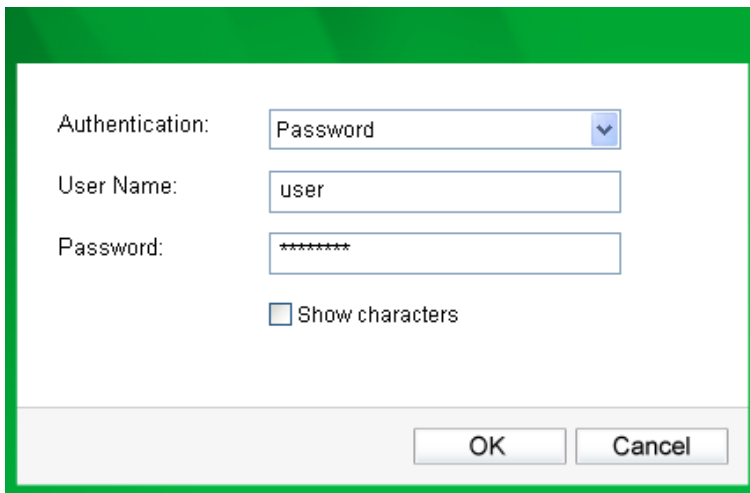 Authentication: Password
User Name: user
Password: ********
Show characters
OK Cancel